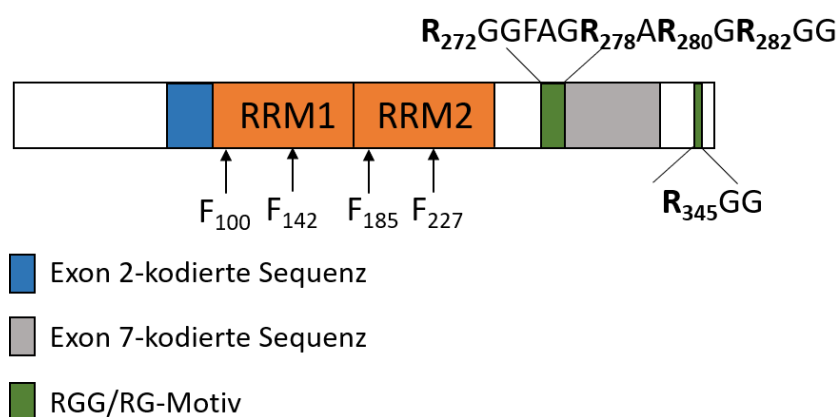 R272GGFAGR278AR280GR282GG
RRM1 RRM2
F100 F142 F185 F227
R345GG
Exon 2-kodierte Sequenz
Exon 7-kodierte Sequenz
RGG/RG-Motiv